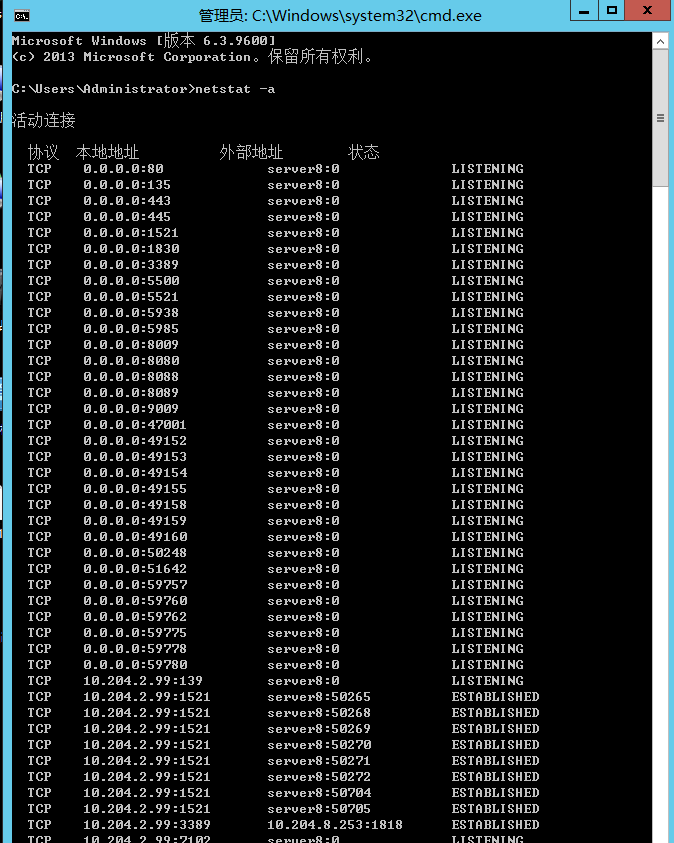 管理员: C:\Windows\system32\cmd.exe
Microsoft Windows [版本 6.3.9600]
(c) 2013 Microsoft Corporation。保留所有权利。
C:\Users\Administrator>netstat -a
活动连接
协议 本地地址 外部地址 状态
TCP 0.0.0.0:80 server8:0 LISTENING
TCP 0.0.0.0:135 server8:0 LISTENING
TCP 0.0.0.0:443 server8:0 LISTENING
TCP 0.0.0.0:445 server8:0 LISTENING
TCP 0.0.0.0:1521 server8:0 LISTENING
TCP 0.0.0.0:1830 server8:0 LISTENING
TCP 0.0.0.0:3389 server8:0 LISTENING
TCP 0.0.0.0:5500 server8:0 LISTENING
TCP 0.0.0.0:5521 server8:0 LISTENING
TCP 0.0.0.0:5938 server8:0 LISTENING
TCP 0.0.0.0:5985 server8:0 LISTENING
TCP 0.0.0.0:8009 server8:0 LISTENING
TCP 0.0.0.0:8080 server8:0 LISTENING
TCP 0.0.0.0:8088 server8:0 LISTENING
TCP 0.0.0.0:8089 server8:0 LISTENING
TCP 0.0.0.0:9009 server8:0 LISTENING
TCP 0.0.0.0:47001 server8:0 LISTENING
TCP 0.0.0.0:49152 server8:0 LISTENING
TCP 0.0.0.0:49153 server8:0 LISTENING
TCP 0.0.0.0:49154 server8:0 LISTENING
TCP 0.0.0.0:49155 server8:0 LISTENING
TCP 0.0.0.0:49158 server8:0 LISTENING
TCP 0.0.0.0:49159 server8:0 LISTENING
TCP 0.0.0.0:49160 server8:0 LISTENING
TCP 0.0.0.0:50248 server8:0 LISTENING
TCP 0.0.0.0:51642 server8:0 LISTENING
TCP 0.0.0.0:59757 server8:0 LISTENING
TCP 0.0.0.0:59760 server8:0 LISTENING
TCP 0.0.0.0:59762 server8:0 LISTENING
TCP 0.0.0.0:59775 server8:0 LISTENING
TCP 0.0.0.0:59778 server8:0 LISTENING
TCP 0.0.0.0:59780 server8:0 LISTENING
TCP 10.204.2.99:139 server8:0 LISTENING
TCP 10.204.2.99:1521 server8:50265 ESTABLISHED
TCP 10.204.2.99:1521 server8:50268 ESTABLISHED
TCP 10.204.2.99:1521 server8:50269 ESTABLISHED
TCP 10.204.2.99:1521 server8:50270 ESTABLISHED
TCP 10.204.2.99:1521 server8:50271 ESTABLISHED
TCP 10.204.2.99:1521 server8:50272 ESTABLISHED
TCP 10.204.2.99:1521 server8:50704 ESTABLISHED
TCP 10.204.2.99:1521 server8:50705 ESTABLISHED
TCP 10.204.2.99:3389 10.204.8.253:1818 ESTABLISHED
TCP 10.204.2.99:7102 server8:0 LISTENING